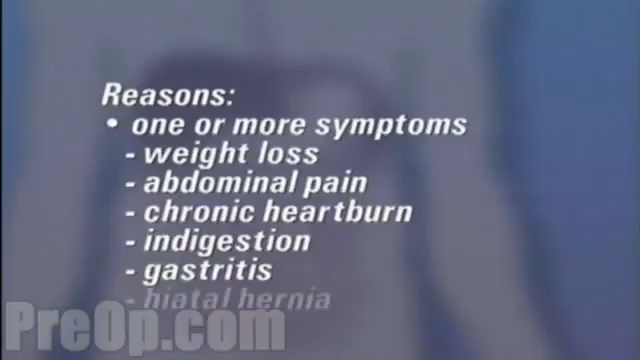 Reasons:
• one or more symptoms
- weight loss
- abdominal pain
- chronic heartburn
- indigestion
- gastritis
- hiatal hernia
PreOp.com